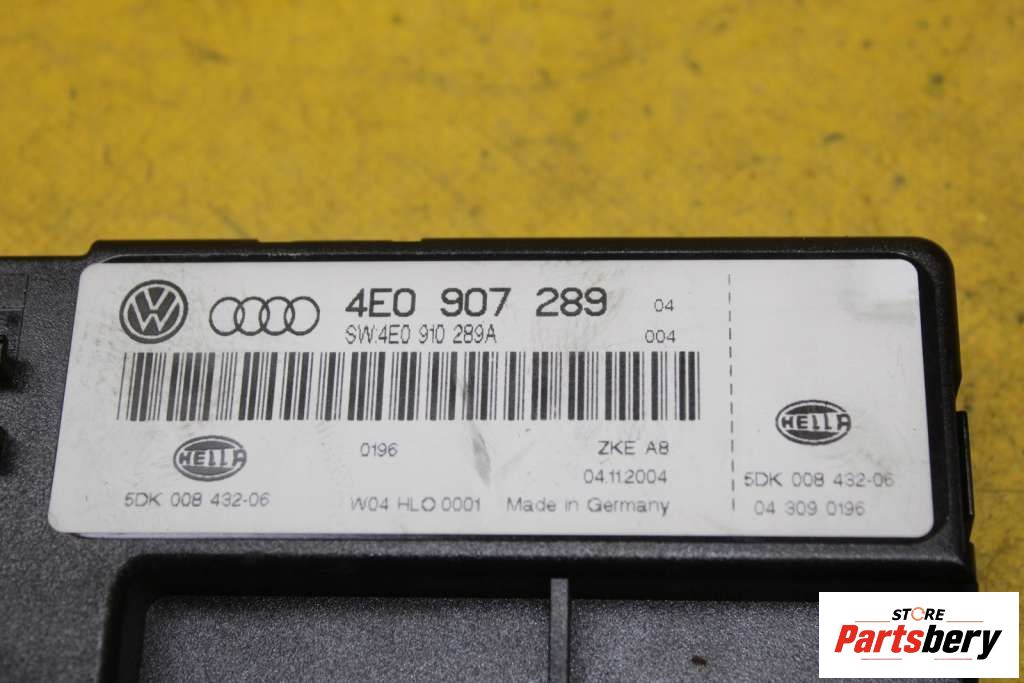 4E0 907 289 04
SW:4E0 910 289A 004
0196 ZKE A8
HELLA
04.11.2004
5DK 008 432-06
W04 HLO 0001 Made in Germany
HELLA
5DK 008 432-06
04 309 0196
STORE
Partsbery